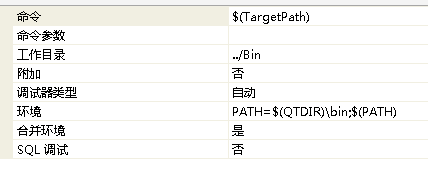 命令 $(TargetPath)
命令参数
工作目录 ../Bin
附加 否
调试器类型 自动
环境 PATH=$(QTDIR)\bin;$(PATH)
合并环境 是
SQL 调试 否